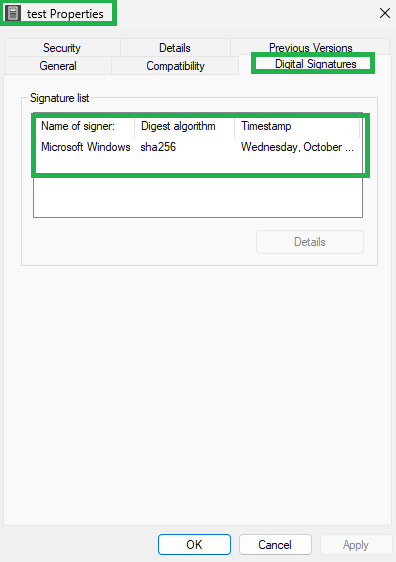 test Properties
Security Details Previous Versions
General Compatibility Digital Signatures
Signature list
Name of signer: Digest algorithm Timestamp
Microsoft Windows sha256 Wednesday, October ...
Details
OK Cancel Apply